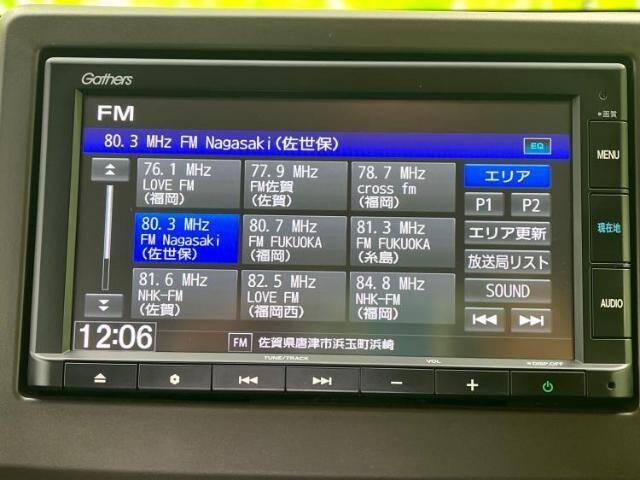 Gathers
FM
80.3 MHz FM Nagasaki(佐世保)
EQ
76.1 MHz
LOVE FM
(福岡)
77.9 MHz
FM佐賀
(佐賀)
78.7 MHz
cross fm
(福岡)
エリア
P1
P2
80.3 MHz
FM Nagasaki
(佐世保)
80.7 MHz
FM FUKUOKA
(福岡)
81.3 MHz
FM FUKUOKA
(糸島)
エリア更新
放送局リスト
81.6 MHz
NHK-FM
(佐賀)
82.5 MHz
LOVE FM
(福岡西)
84.8 MHz
NHK-FM
(福岡)
SOUND
12:06
FM 佐賀県唐津市浜玉町浜崎
画質
MENU
現在地
AUDIO
TUNE/TRACK
VOL
DISP OFF